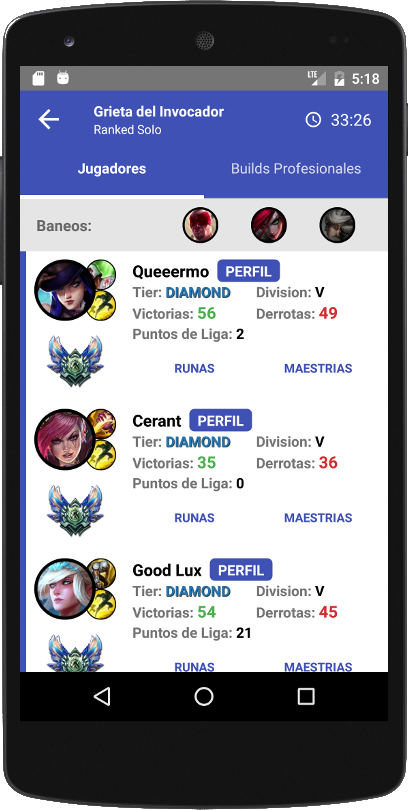 LTE 5:18
Grieta del Invocador
Ranked Solo
33:26
Jugadores Builds Profesionales
Baneos:
Queeermo PERFIL
Tier: DIAMOND Division: V
Victorias: 56 Derrotas: 49
Puntos de Liga: 2
RUNAS MAESTRIAS
Cerant PERFIL
Tier: DIAMOND Division: V
Victorias: 35 Derrotas: 36
Puntos de Liga: 0
RUNAS MAESTRIAS
Good Lux PERFIL
Tier: DIAMOND Division: V
Victorias: 54 Derrotas: 45
Puntos de Liga: 21
RUNAS MAESTRIAS